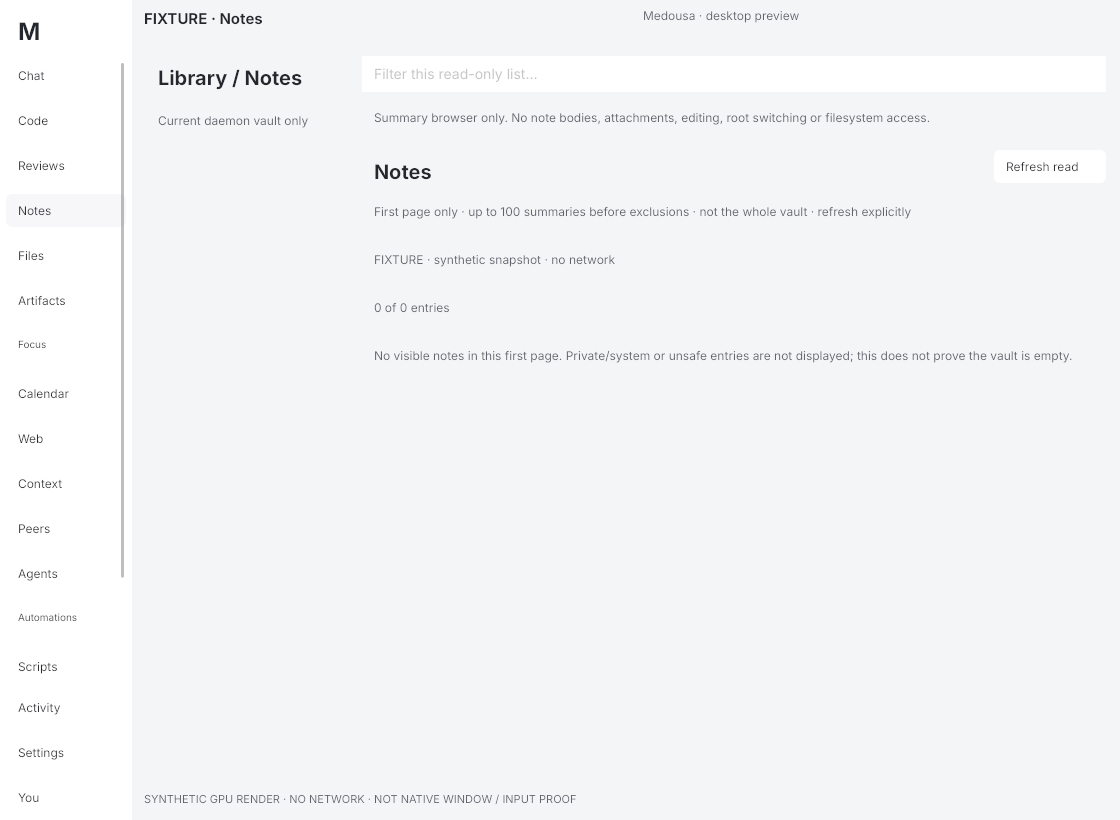 M
Chat
Code
Reviews
Notes
Files
Artifacts
Focus
Calendar
Web
Context
Peers
Agents
Automations
Scripts
Activity
Settings
You
FIXTURE · Notes
Medousa · desktop preview
Library / Notes
Current daemon vault only
Filter this read-only list...
Summary browser only. No note bodies, attachments, editing, root switching or filesystem access.
Notes
Refresh read
First page only · up to 100 summaries before exclusions · not the whole vault · refresh explicitly
FIXTURE · synthetic snapshot · no network
0 of 0 entries
No visible notes in this first page. Private/system or unsafe entries are not displayed; this does not prove the vault is empty.
SYNTHETIC GPU RENDER · NO NETWORK · NOT NATIVE WINDOW / INPUT PROOF